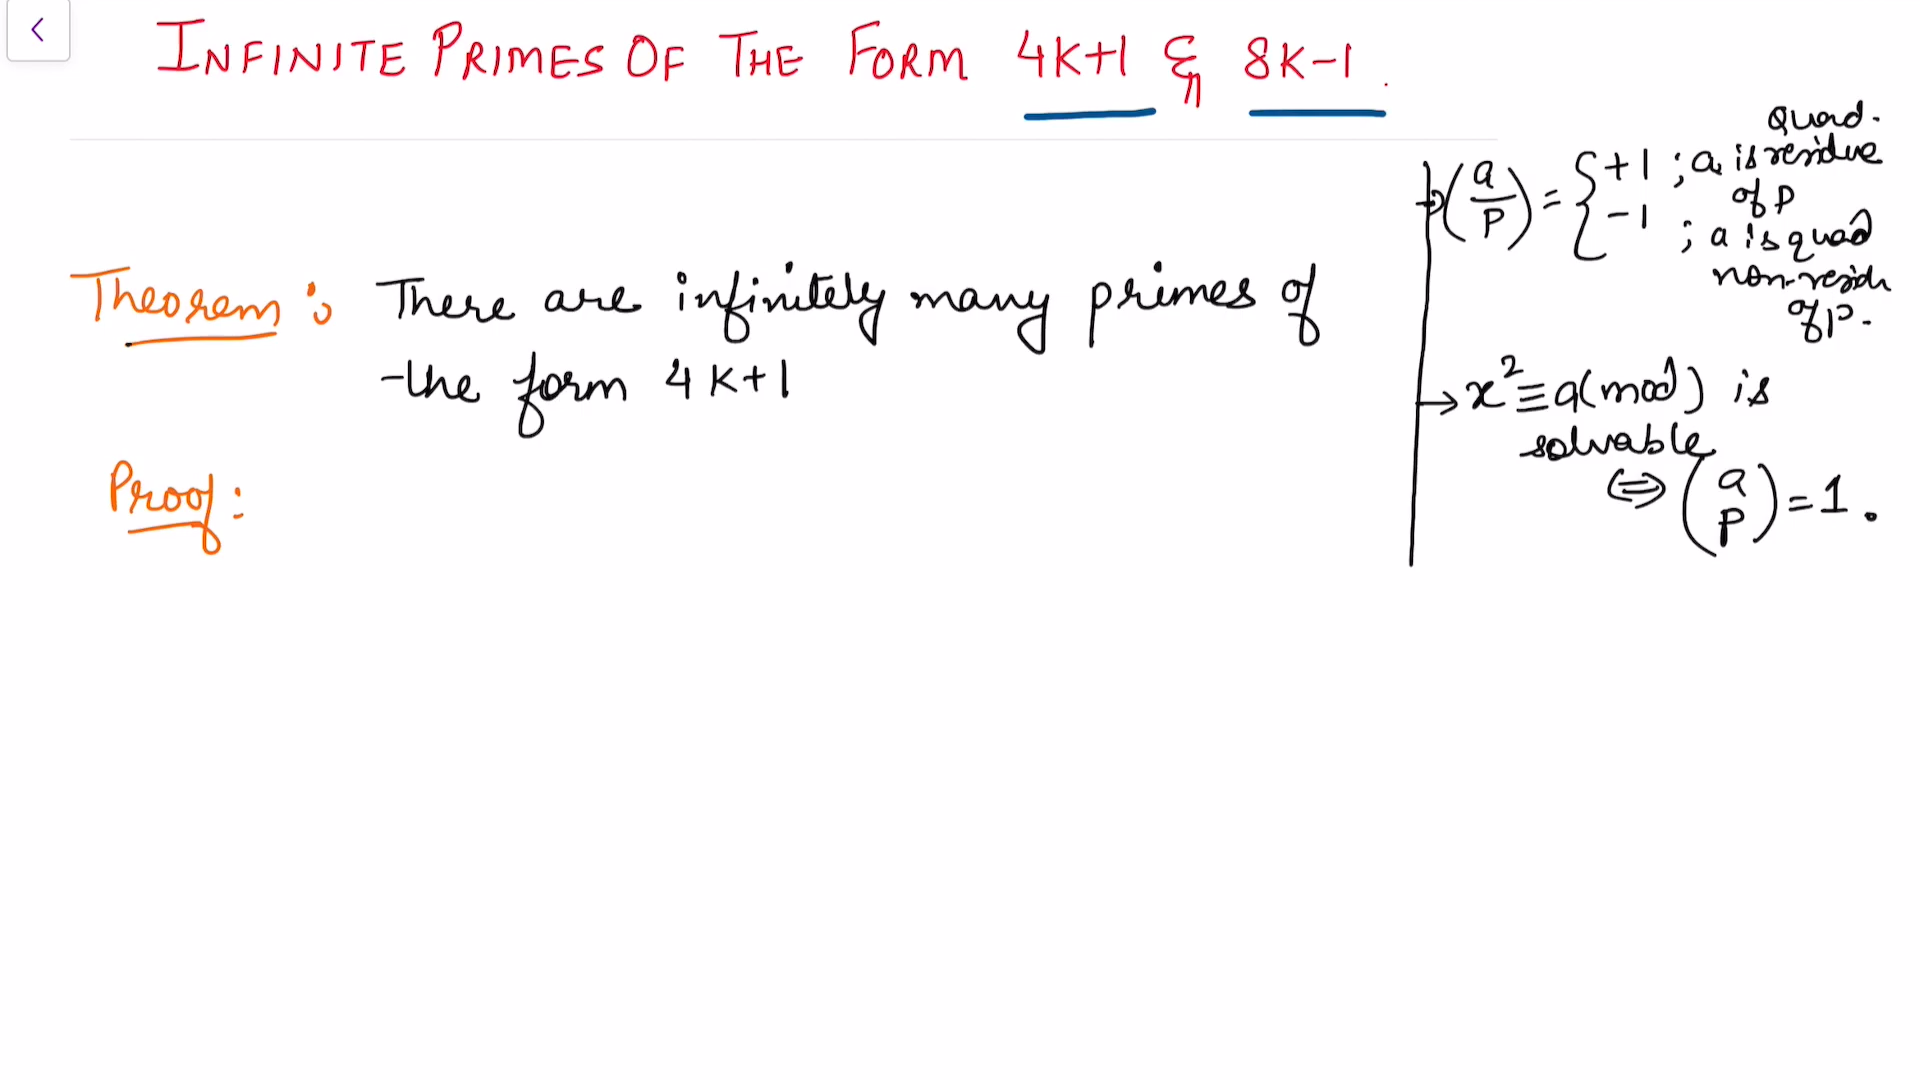 INFINITE PRIMES OF THE FORM 4K+1 & 8K-1.
Theorem: There are infinitely many primes of
the form 4K+1
Proof:
(a/p) = { +1 ; a is quad. residue of p
-1 ; a is quad non-resid of p.
→ x² ≡ a(mod) is
solvable
⇔ (a/p) = 1.